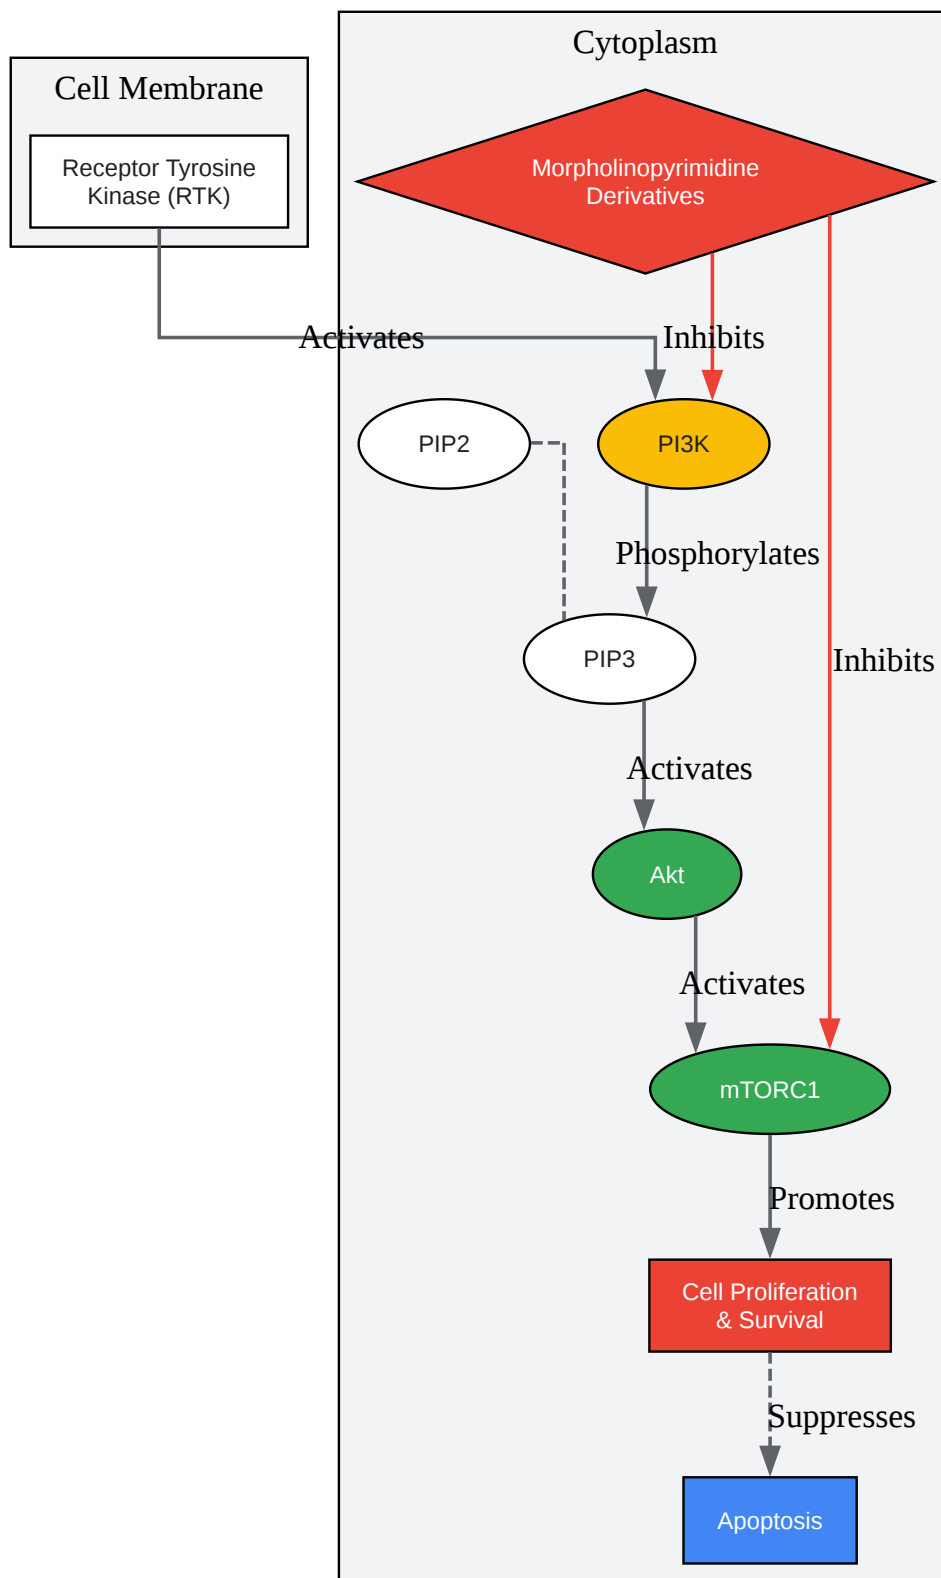 Cytoplasm
Cell Membrane
Receptor Tyrosine
Kinase (RTK)
Morpholinopyrimidine
Derivatives
Activates
Inhibits
PIP2
PI3K
Phosphorylates
PIP3
Inhibits
Activates
Akt
Activates
mTORC1
Promotes
Cell Proliferation
& Survival
Suppresses
Apoptosis